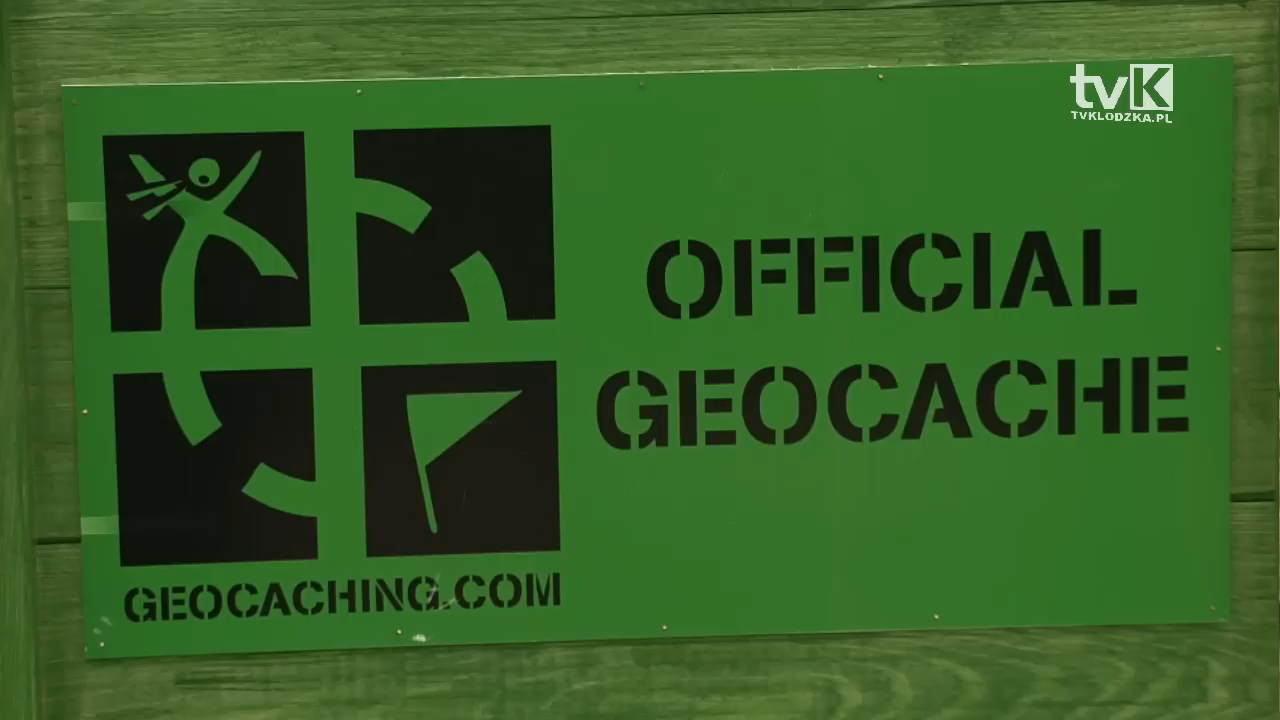 tvK
TVKLODZKA.PL
OFFICIAL
GEOCACHE
GEOCACHING.COM